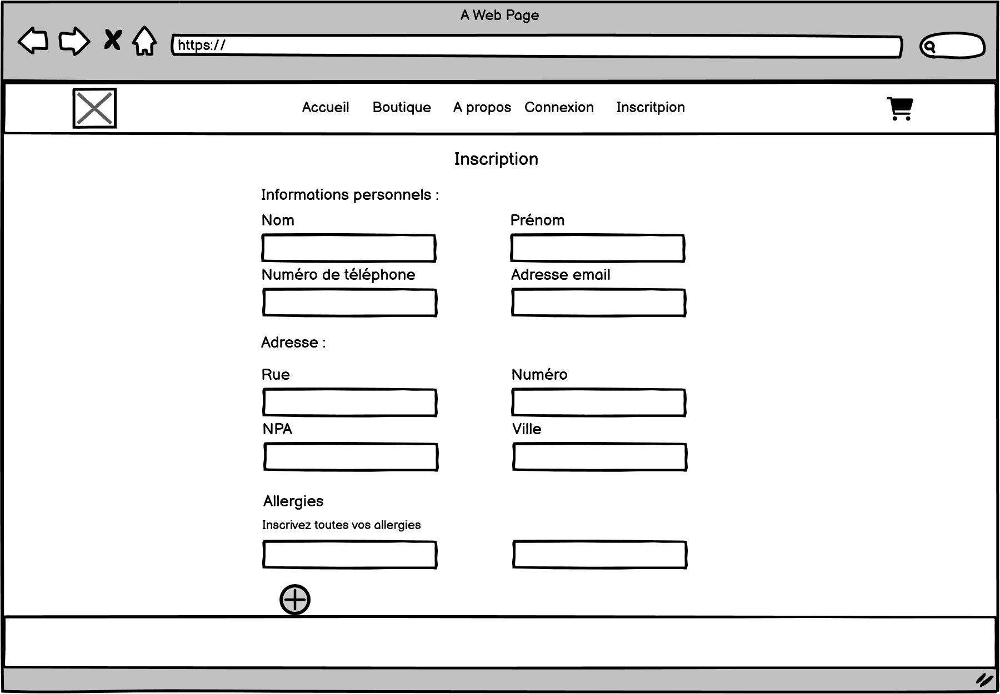 A Web Page
https://
Accueil Boutique A propos Connexion Inscritpion
Inscription
Informations personnels :
Nom Prénom
Numéro de téléphone Adresse email
Adresse :
Rue Numéro
NPA Ville
Allergies
Inscrivez toutes vos allergies